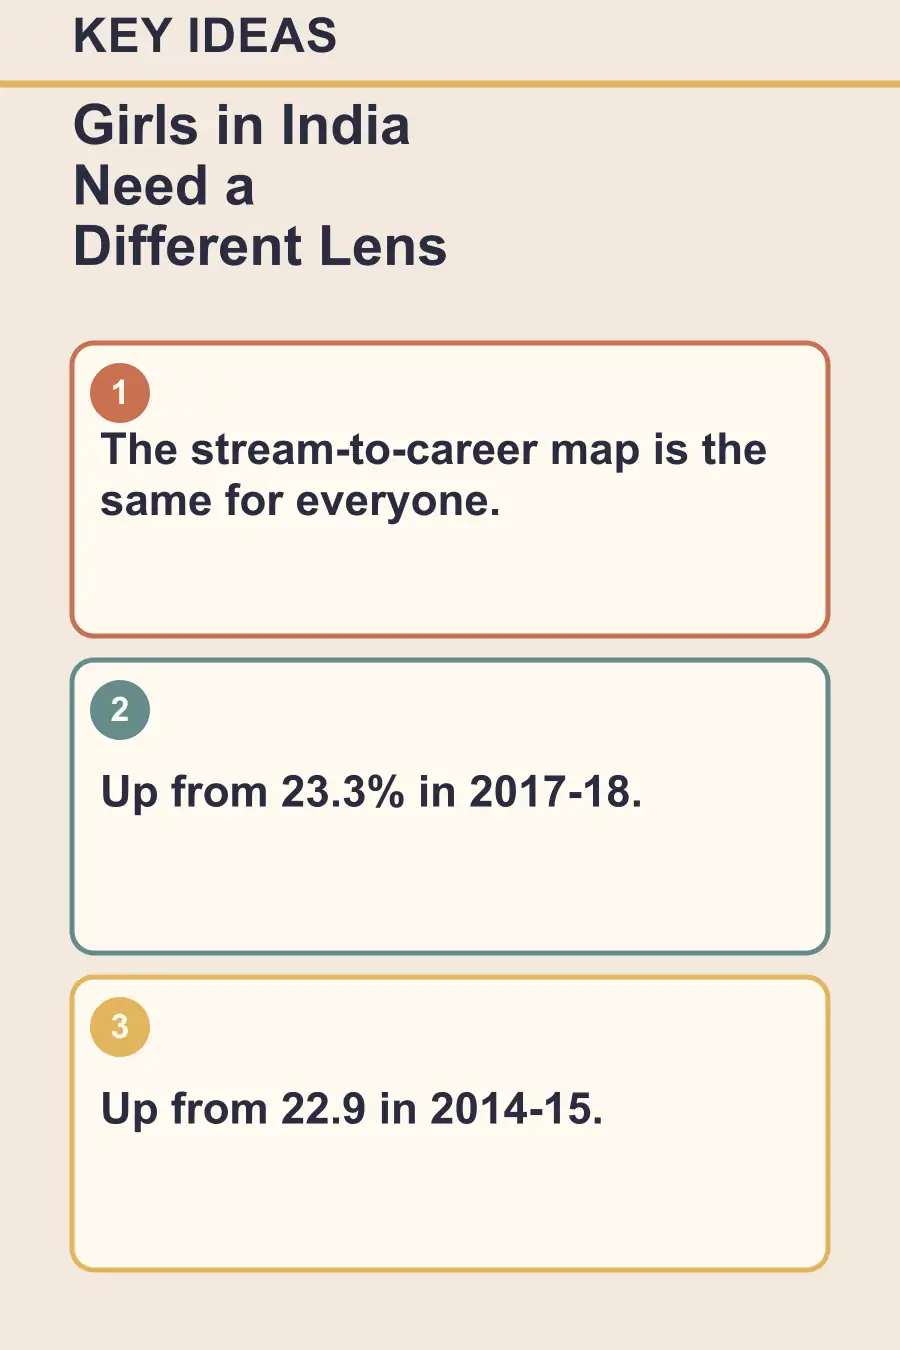 KEY IDEAS
Girls in India
Need a
Different Lens
1
The stream-to-career map is the
same for everyone.
2
Up from 23.3% in 2017-18.
3
Up from 22.9 in 2014-15.